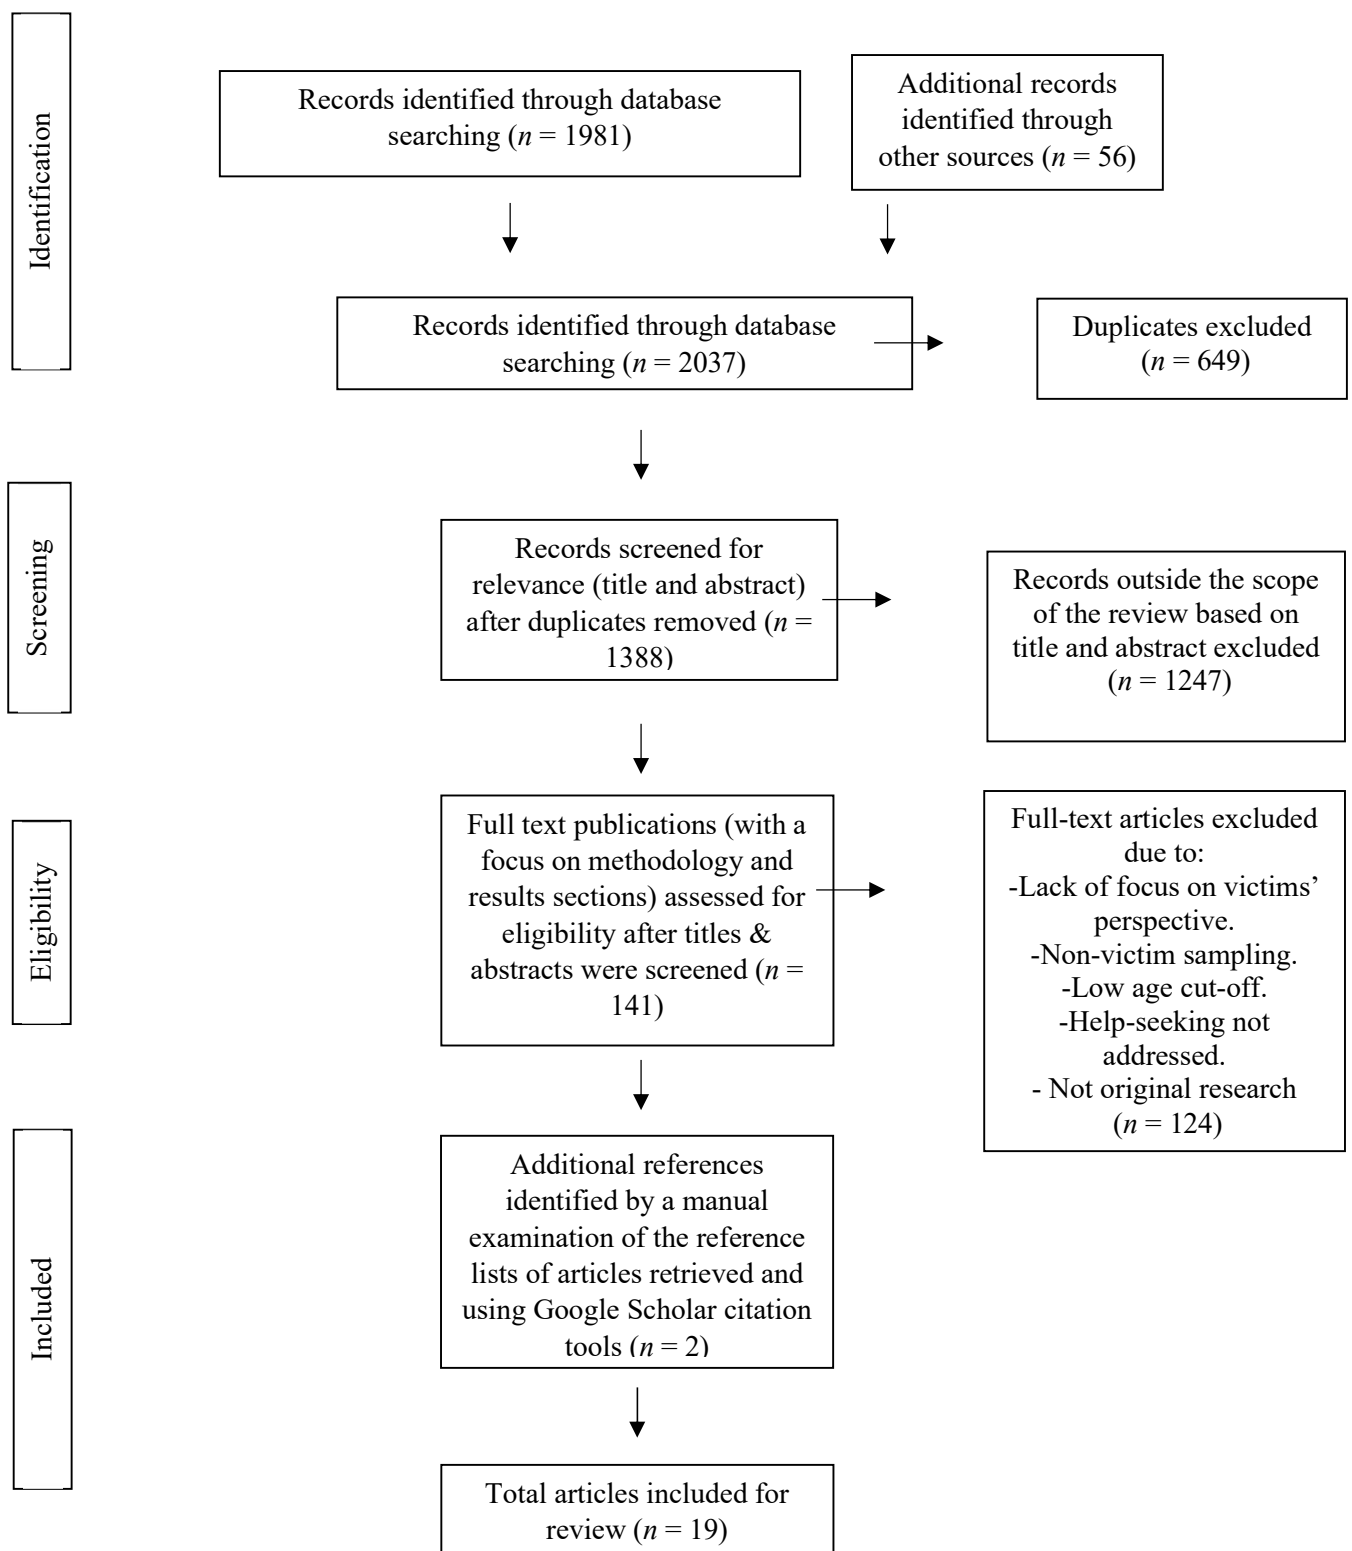 Identification
Records identified through database
searching (n = 1981)
Additional records
identified through
other sources (n = 56)
Records identified through database
searching (n = 2037)
Duplicates excluded
(n = 649)
Screening
Records screened for
relevance (title and abstract)
after duplicates removed (n =
1388)
Records outside the scope
of the review based on
title and abstract excluded
(n = 1247)
Eligibility
Full text publications (with a
focus on methodology and
results sections) assessed for
eligibility after titles &
abstracts were screened (n =
141)
Full-text articles excluded
due to:
-Lack of focus on victims’
perspective.
-Non-victim sampling.
-Low age cut-off.
-Help-seeking not
addressed.
- Not original research
(n = 124)
Included
Additional references
identified by a manual
examination of the reference
lists of articles retrieved and
using Google Scholar citation
tools (n = 2)
Total articles included for
review (n = 19)